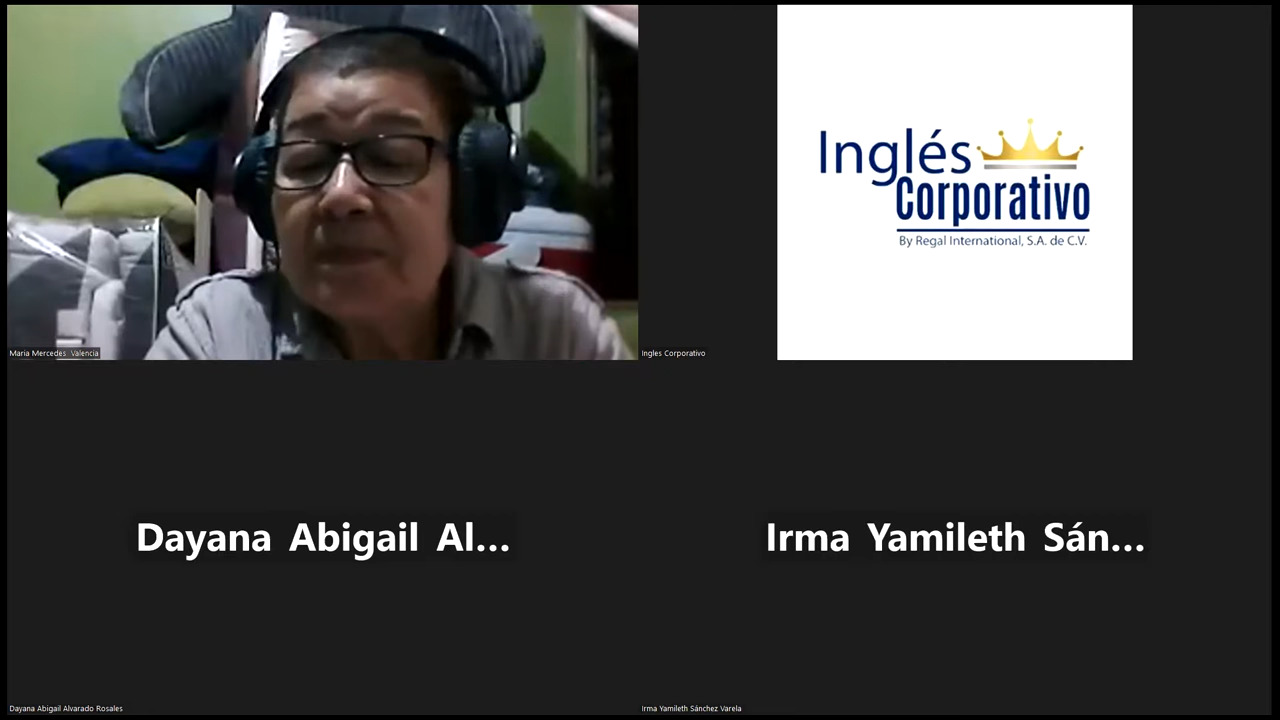 Inglés
Corporativo
By Regal International, S.A. de C.V.
Maria Mercedes Valencia
Ingles Corporativo
Dayana Abigail Al...
Irma Yamileth Sán...
Dayana Abigail Alvarado Rosales
Irma Yamileth Sánchez Varela